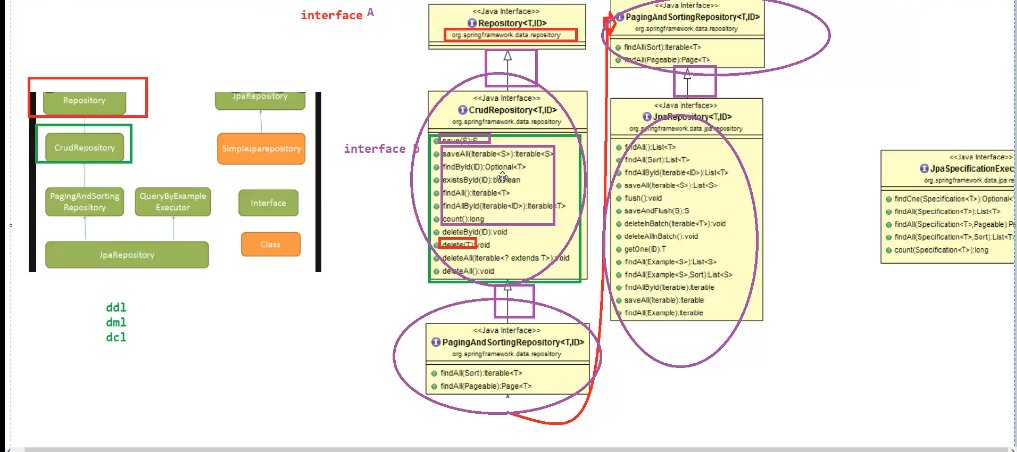 interface A
Repository
CrudRepository
PagingAndSorting
Repository
QueryByExample
Executor
JpaRepository
JpaRepository
SimpleJparepository
Interface
Class
ddl
dml
dcl
interface
<<Java Interface>>
Repository<T,ID>
org.springframework.data.repository
<<Java Interface>>
CrudRepository<T,ID>
org.springframework.data.repository
save(S):S
saveAll(Iterable<S>):Iterable<S>
findById(ID):Optional<T>
existsById(ID):boolean
findAll():Iterable<T>
findAllById(Iterable<ID>):Iterable<T>
count():long
deleteById(ID):void
delete(T):void
deleteAll(Iterable<? extends T>):void
deleteAll():void
<<Java Interface>>
PagingAndSortingRepository<T,ID>
org.springframework.data.repository
findAll(Sort):Iterable<T>
findAll(Pageable):Page<T>
<<Java Interface>>
PagingAndSortingRepository<T,ID>
org.springframework.data.repository
findAll(Sort):Iterable<T>
findAll(Pageable):Page<T>
<<Java Interface>>
JpaRepository<T,ID>
org.springframework.data.jpa.repository
findAll():List<T>
findAll(Sort):List<T>
findAllById(Iterable<ID>):List<T>
saveAll(Iterable<S>):List<S>
flush():void
saveAndFlush(S):S
deleteInBatch(Iterable<T>):void
deleteAllInBatch():void
getOne(ID):T
findAll(Example<S>):List<S>
findAll(Example<S>,Sort):List<S>
findAllById(Iterable):Iterable
saveAll(Iterable):Iterable
findAll(Example):Iterable
<<Java Interface>>
JpaSpecificationExec
org.springframework.data.jpa.re
findOne(Specification<T>):Optional<
findAll(Specification<T>):List<T>
findAll(Specification<T>,Pageable):Pa
findAll(Specification<T>,Sort):List<T>
count(Specification<T>):long